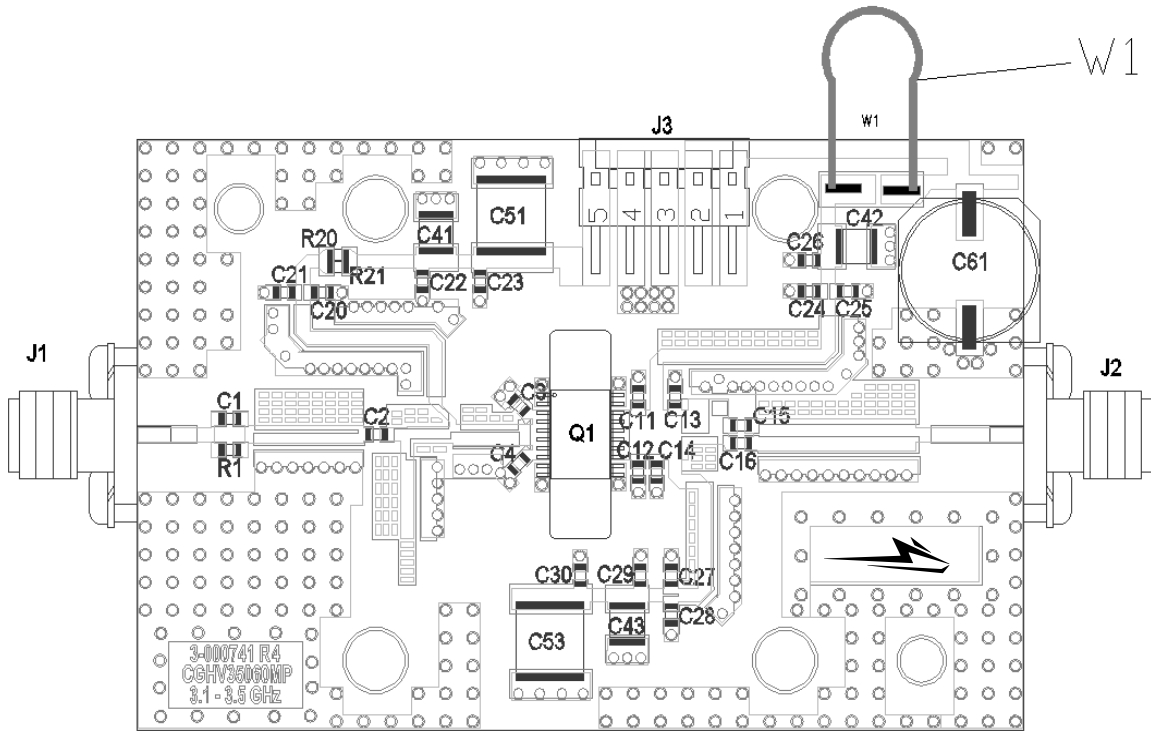 W1
W1
J3
C51
C41
5 4 3 2 1
C42
R20
C26
C61
R21
C21
C22
C23
C20
C24
C25
J1
J2
C3
C1
C11
C13
C15
C2
Q1
R1
C4
C12
C14
C16
C30
C29
C27
C28
C53
C43
3-000741 R4
CGHV35060MP
3.1 - 3.5 GHz